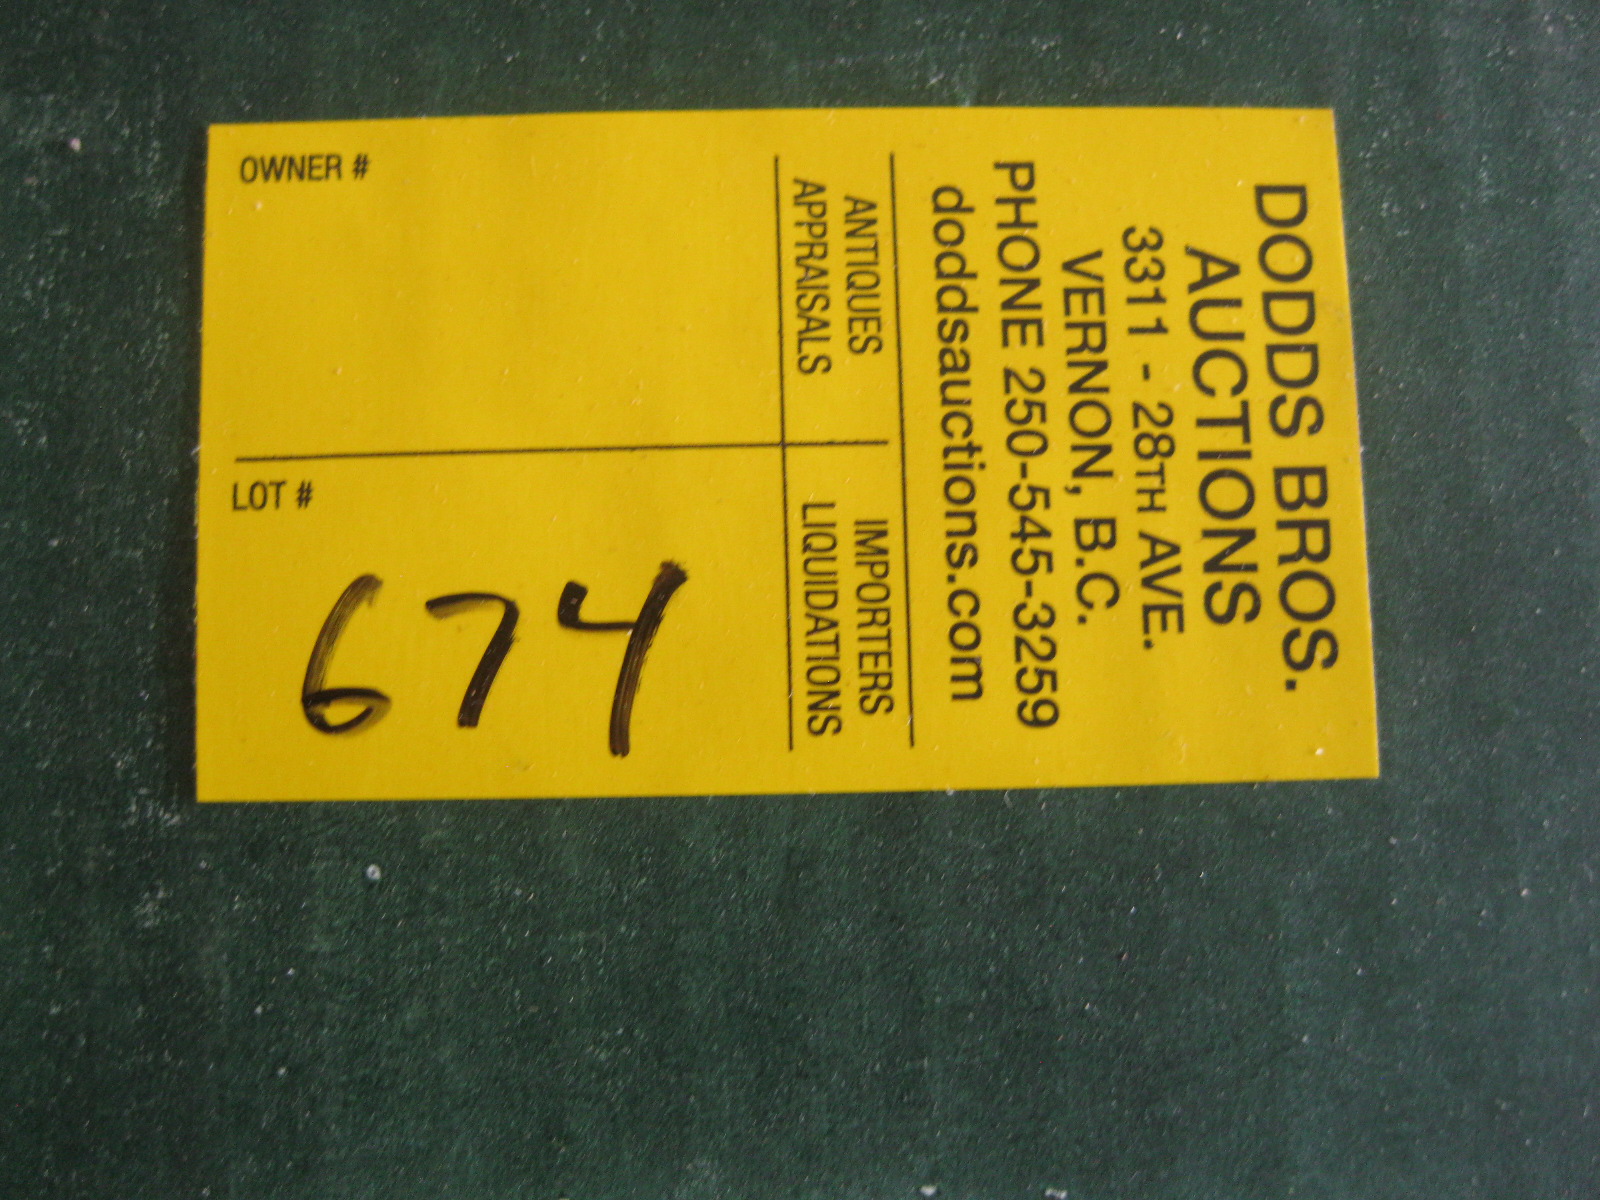 DODDS BROS.
AUCTIONS
3311 - 28TH AVE.
VERNON, B.C.
PHONE 250-545-3259
doddsauctions.com
ANTIQUES
APPRAISALS
IMPORTERS
LIQUIDATIONS
OWNER #
LOT #
674